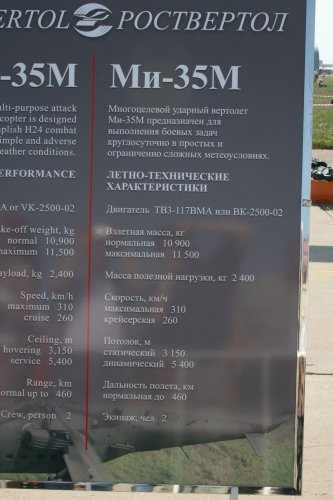 ERTOL РОСТВЕРТОЛ
-35M
lti-purpose attack
copter is designed
plish H24 combat
imple and adverse
eather conditions.
ERFORMANCE
A or VK-2500-02
ke-off weight, kg
normal 10,900
maximum 11,500
ayload, kg 2,400
Speed, km/h
maximum 310
cruise 260
Ceiling, m
hovering 3,150
service 5,400
Range, km
ormal up to 460
Crew, person 2
Ми-35М
Многоцелевой ударный вертолет
Ми-35М предназначен для
выполнения боевых задач
круглосуточно в простых и
ограниченно сложных метеоусловиях.
ЛЕТНО-ТЕХНИЧЕСКИЕ
ХАРАКТЕРИСТИКИ
Двигатель ТВ3-117ВМА или ВК-2500-02
Взлетная масса, кг
нормальная 10 900
максимальная 11 500
Масса полезной нагрузки, кг 2 400
Скорость, км/ч
максимальная 310
крейсерская 260
Потолок, м
статический 3 150
динамический 5 400
Дальность полета, км
нормальная до 460
Экипаж, чел 2